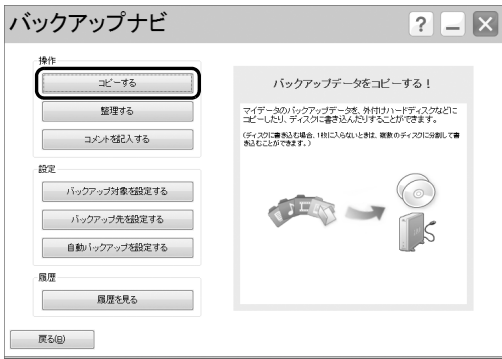 バックアップナビ
操作
コピーする
整理する
コメントを記入する
設定
バックアップ対象を設定する
バックアップ先を設定する
自動バックアップを設定する
履歴
履歴を見る
戻る(B)
バックアップデータをコピーする！
マイデータのバックアップデータを、外付けハードディスクなどに
コピーしたり、ディスクに書き込んだりすることができます。
(ディスクに書き込む場合、1枚に入らないときは、複数のディスクに分割して書
き込むことができます。)